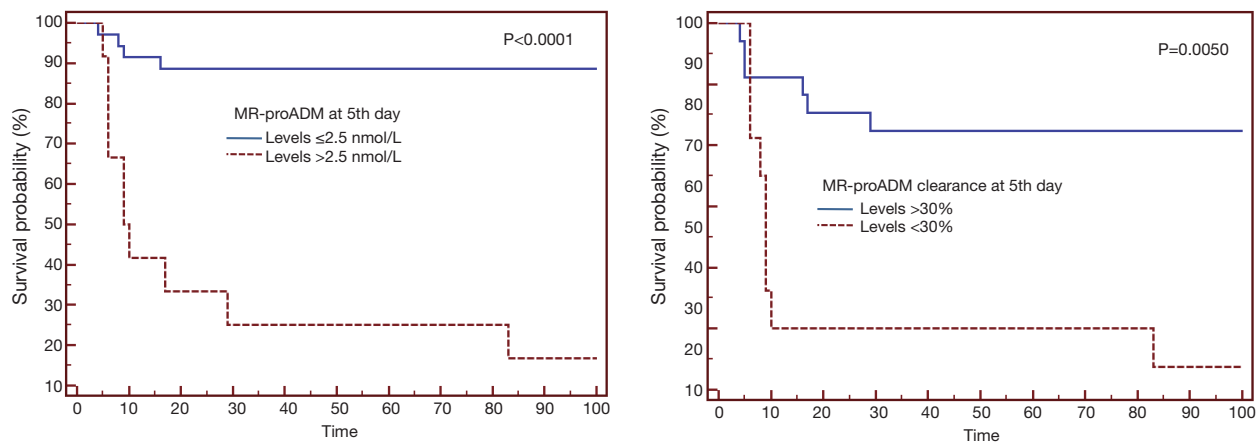 100
90
80
70
60
50
40
30
20
10
Survival probability (%)
P<0.0001
MR-proADM at 5th day
Levels ≤2.5 nmol/L
Levels >2.5 nmol/L
0 10 20 30 40 50 60 70 80 90 100
Time
100
90
80
70
60
50
40
30
20
10
Survival probability (%)
P=0.0050
MR-proADM clearance at 5th day
Levels >30%
Levels <30%
0 10 20 30 40 50 60 70 80 90 100
Time